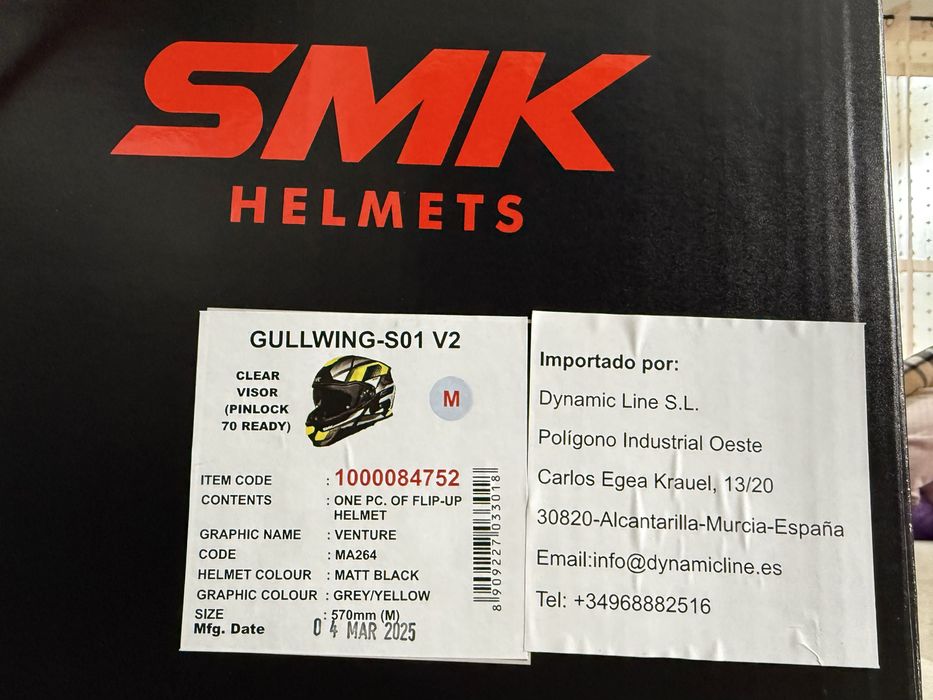 SMK
HELMETS
GULLWING-S01 V2
CLEAR
VISOR
(PINLOCK
70 READY)
M
ITEM CODE : 1000084752
CONTENTS : ONE PC. OF FLIP-UP
HELMET
GRAPHIC NAME : VENTURE
CODE : MA264
HELMET COLOUR : MATT BLACK
GRAPHIC COLOUR : GREY/YELLOW
SIZE : 570mm (M)
Mfg. Date 04 MAR 2025
8909227033018
Importado por:
Dynamic Line S.L.
Polígono Industrial Oeste
Carlos Egea Krauel, 13/20
30820-Alcantarilla-Murcia-España
Email:info@dynamicline.es
Tel: +34968882516